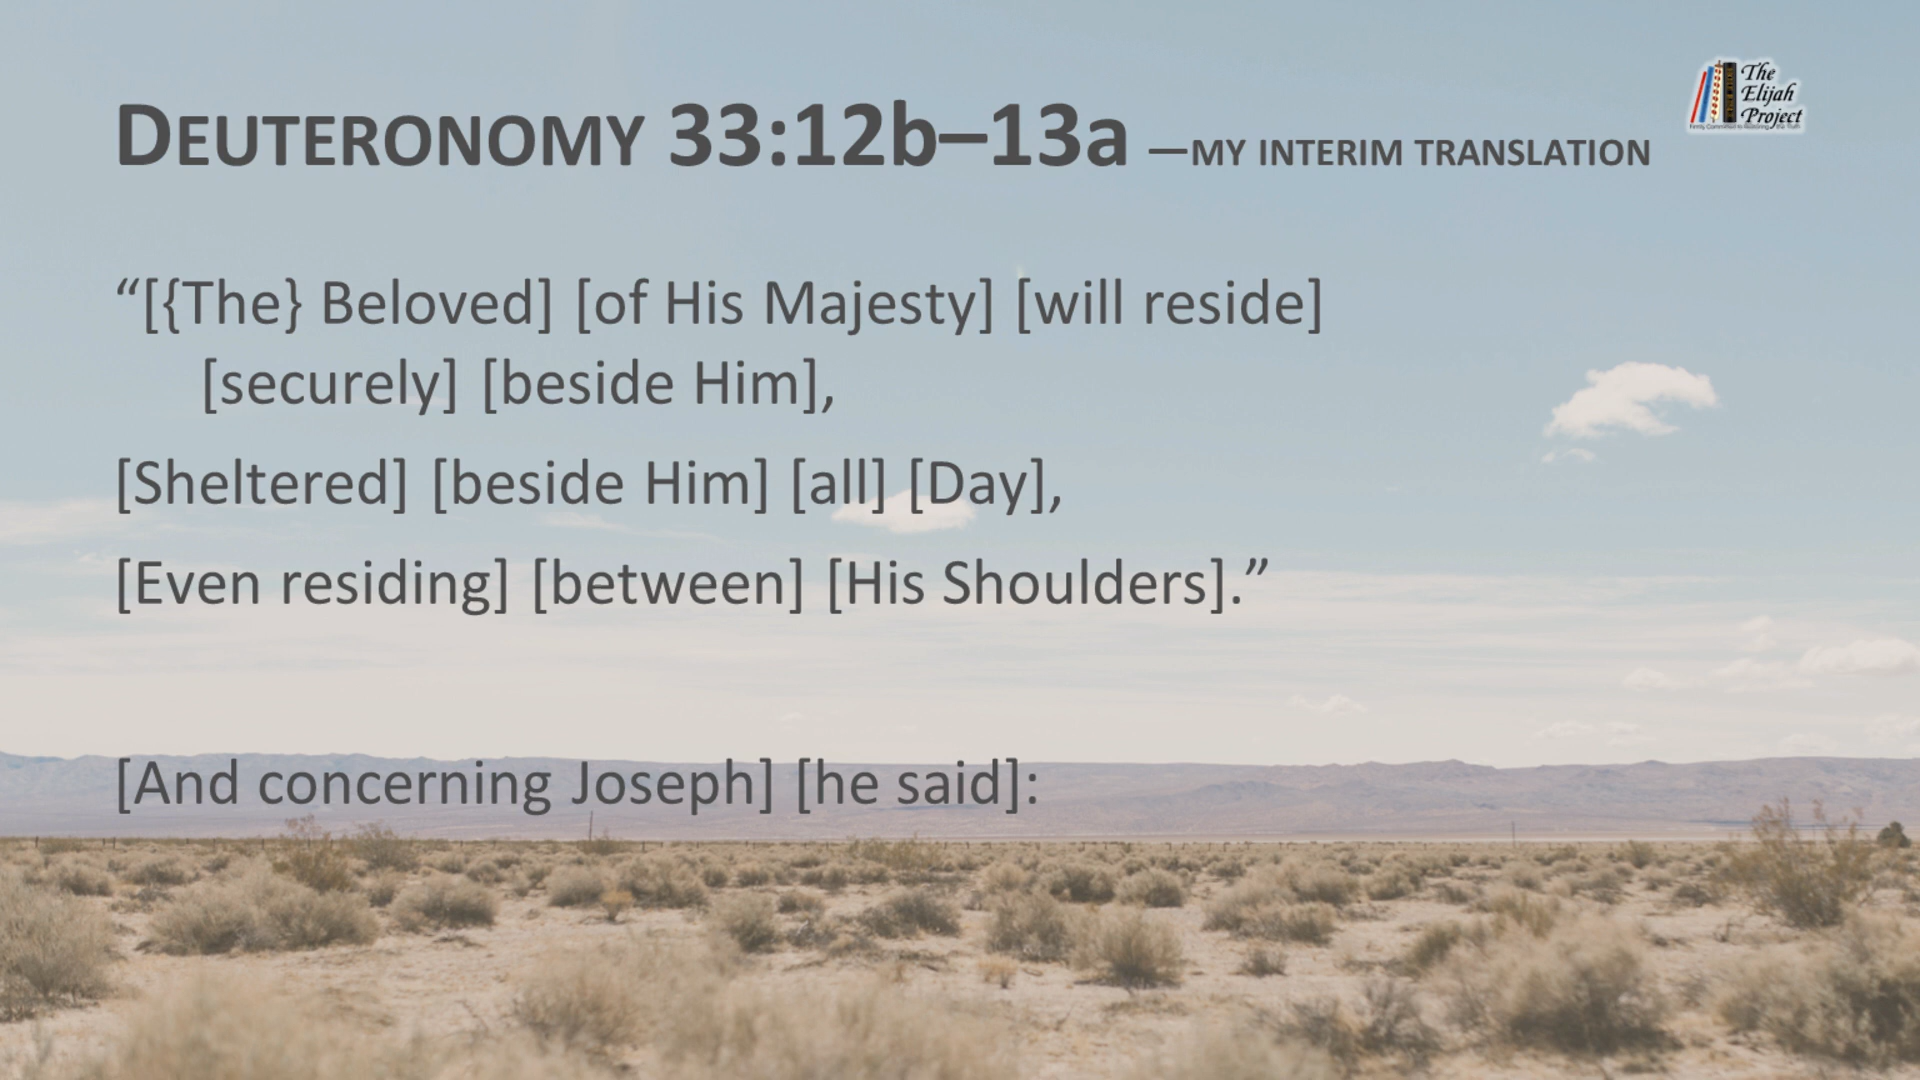 DEUTERONOMY 33:12b–13a —MY INTERIM TRANSLATION
The
Elijah
Project
“[{The} Beloved] [of His Majesty] [will reside]
[securely] [beside Him],
[Sheltered] [beside Him] [all] [Day],
[Even residing] [between] [His Shoulders].”
[And concerning Joseph] [he said]: